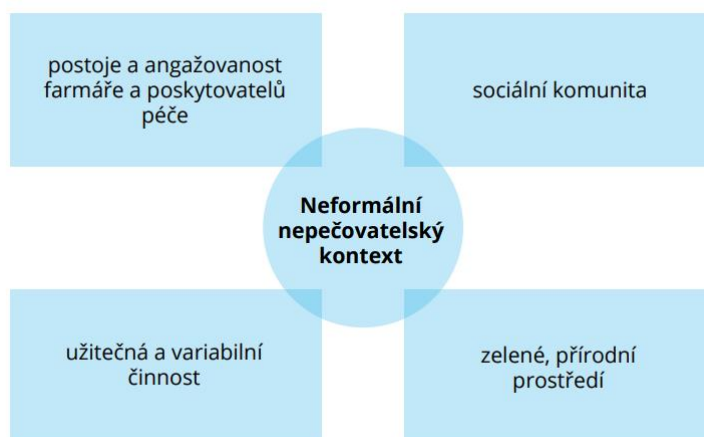 postoje a angažovanost
farmáře a poskytovatelů
péče
sociální komunita
Neformální
nepečovatelský
kontext
užitečná a variabilní
činnost
zelené, přírodní
prostředí